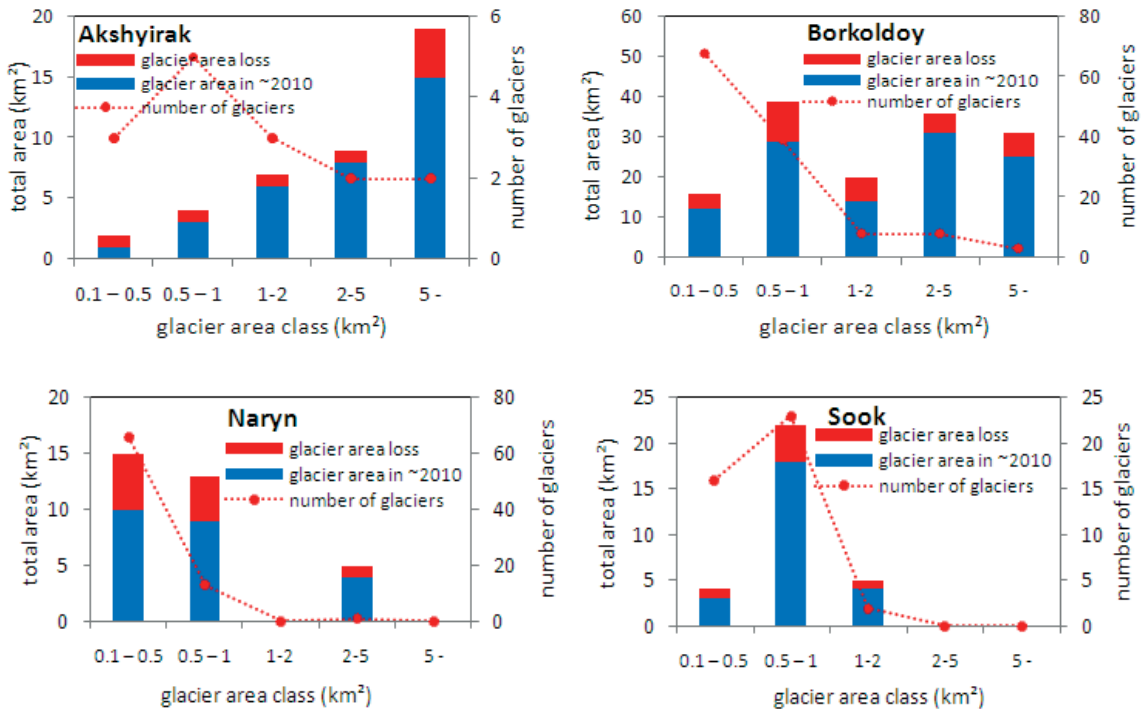 Akshyirak
glacier area loss
glacier area in ~2010
number of glaciers
total area (km²)
20
15
10
5
0
6
4
2
0
number of glaciers
0.1 – 0.5 0.5 – 1 1-2 2-5 5 -
glacier area class (km²)
Borkoldoy
glacier area loss
glacier area in ~2010
number of glaciers
total area (km²)
60
50
40
30
20
10
0
80
60
40
20
0
number of glaciers
0.1 – 0.5 0.5 – 1 1-2 2-5 5 -
glacier area class (km²)
Naryn
glacier area loss
glacier area in ~2010
number of glaciers
total area (km²)
20
15
10
5
0
80
60
40
20
0
number of glaciers
0.1 – 0.5 0.5 – 1 1-2 2-5 5 -
glacier area class (km²)
Sook
glacier area loss
glacier area in ~2010
number of glaciers
total area (km²)
25
20
15
10
5
0
25
20
15
10
5
0
number of glaciers
0.1 – 0.5 0.5 – 1 1-2 2-5 5 -
glacier area class (km²)